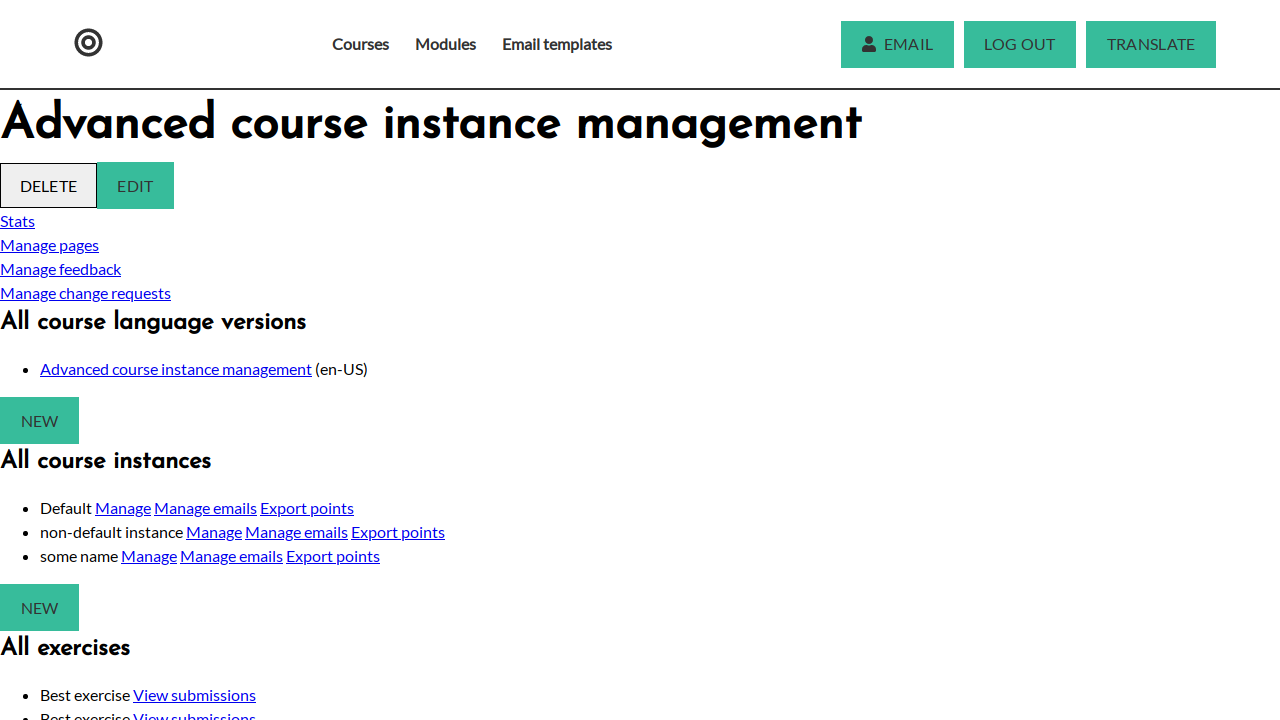 Courses Modules Email templates EMAIL LOG OUT TRANSLATE
Advanced course instance management
DELETE EDIT
Stats
Manage pages
Manage feedback
Manage change requests
All course language versions
Advanced course instance management (en-US)
NEW
All course instances
Default Manage Manage emails Export points
non-default instance Manage Manage emails Export points
some name Manage Manage emails Export points
NEW
All exercises
Best exercise View submissions
Best exercise View submissions